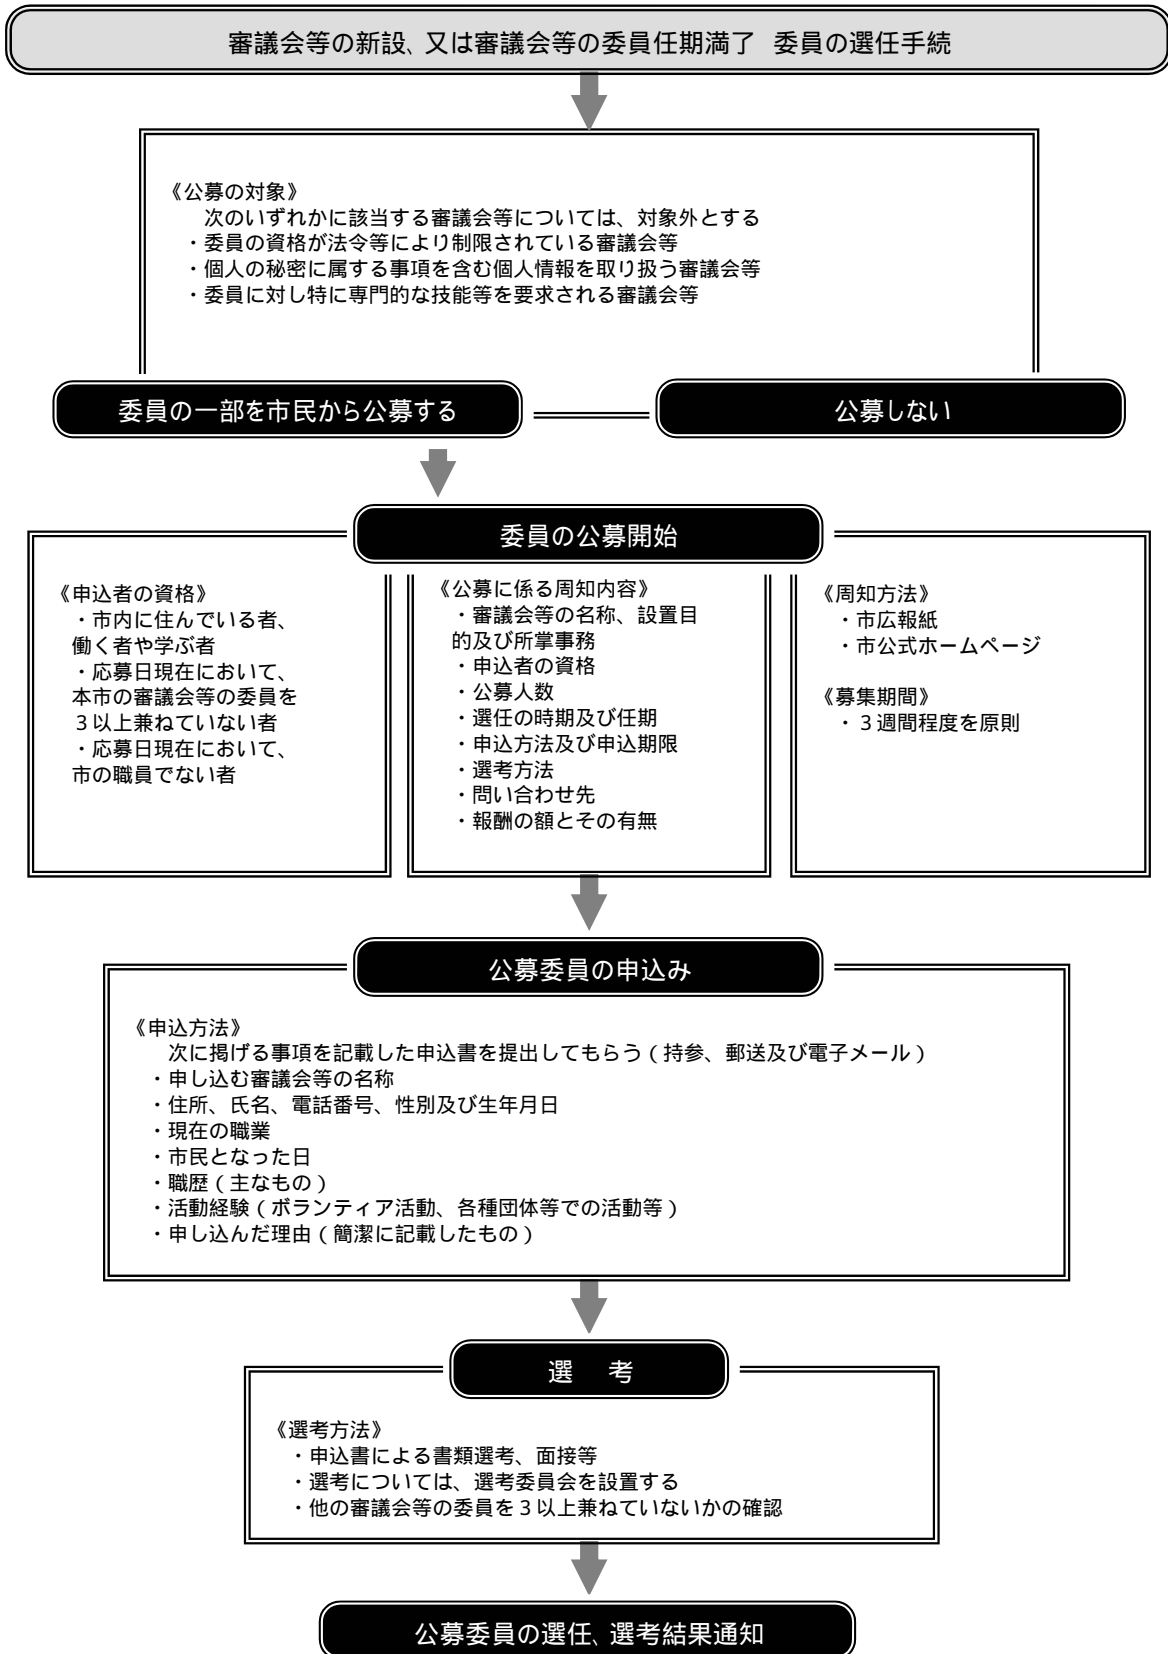 審議会等の新設、又は審議会等の委員任期満了 委員の選任手続
《公募の対象》
次のいずれかに該当する審議会等については、対象外とする
・委員の資格が法令等により制限されている審議会等
・個人の秘密に属する事項を含む個人情報を取り扱う審議会等
・委員に対し特に専門的な技能等を要求される審議会等
委員の一部を市民から公募する
公募しない
委員の公募開始
《申込者の資格》
・市内に住んでいる者、
働く者や学ぶ者
・応募日現在において、
本市の審議会等の委員を
３以上兼ねていない者
・応募日現在において、
市の職員でない者
《公募に係る周知内容》
・審議会等の名称、設置目
的及び所掌事務
・申込者の資格
・公募人数
・選任の時期及び任期
・申込方法及び申込期限
・選考方法
・問い合わせ先
・報酬の額とその有無
《周知方法》
・市広報紙
・市公式ホームページ
《募集期間》
・３週間程度を原則
公募委員の申込み
《申込方法》
次に掲げる事項を記載した申込書を提出してもらう（持参、郵送及び電子メール）
・申し込む審議会等の名称
・住所、氏名、電話番号、性別及び生年月日
・現在の職業
・市民となった日
・職歴（主なもの）
・活動経験（ボランティア活動、各種団体等での活動等）
・申し込んだ理由（簡潔に記載したもの）
選 考
《選考方法》
・申込書による書類選考、面接等
・選考については、選考委員会を設置する
・他の審議会等の委員を３以上兼ねていないかの確認
公募委員の選任、選考結果通知